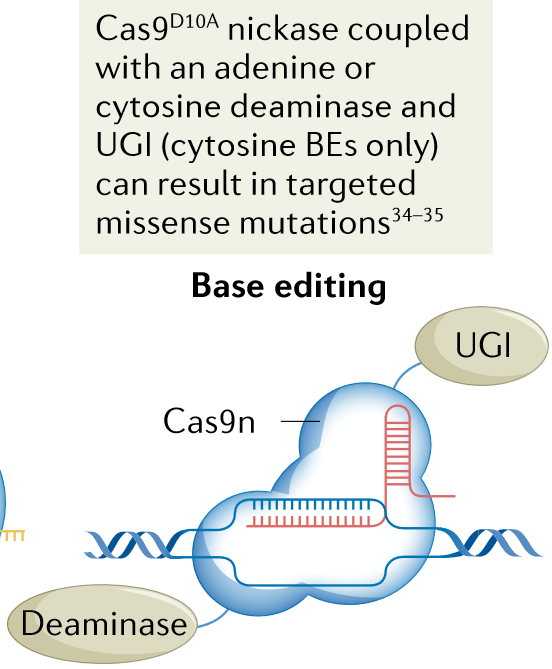 Cas9ᴰ¹⁰ᴬ nickase coupled
with an adenine or
cytosine deaminase and
UGI (cytosine BEs only)
can result in targeted
missense mutations³⁴⁻³⁵
Base editing
UGI
Cas9n
Deaminase